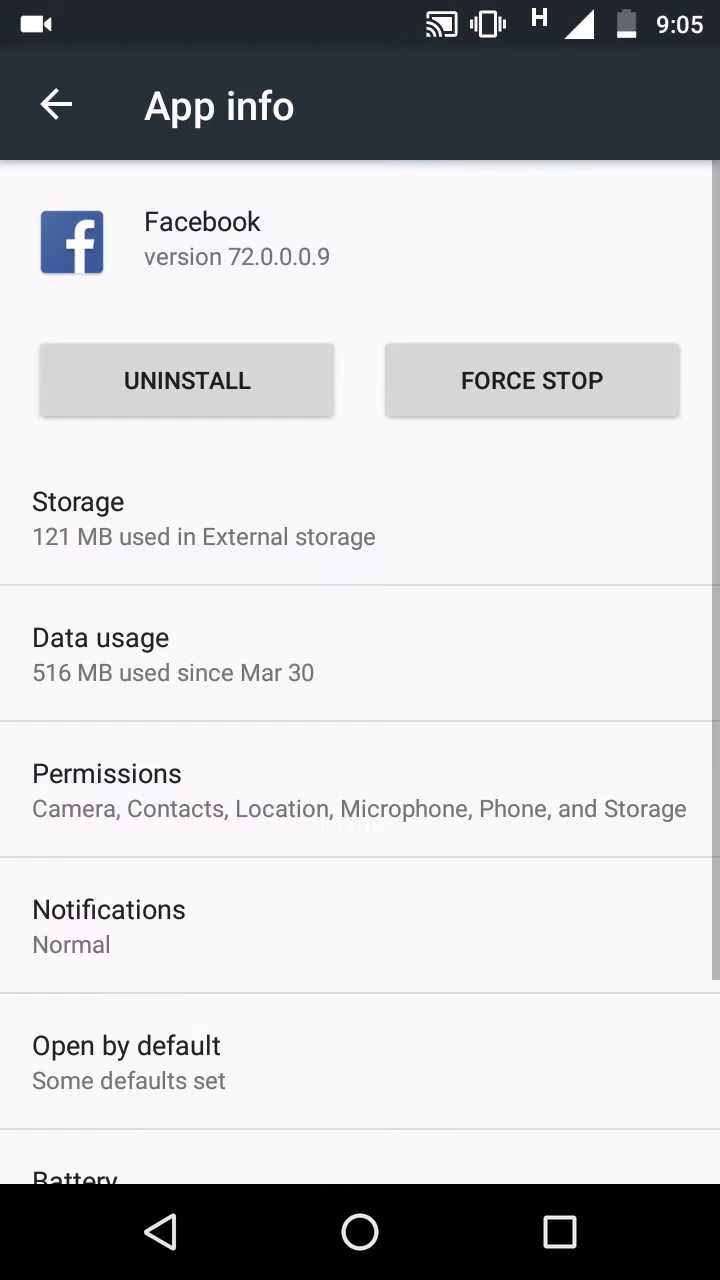 H 9:05
App info
Facebook
version 72.0.0.0.9
UNINSTALL FORCE STOP
Storage
121 MB used in External storage
Data usage
516 MB used since Mar 30
Permissions
Camera, Contacts, Location, Microphone, Phone, and Storage
Notifications
Normal
Open by default
Some defaults set
Battery